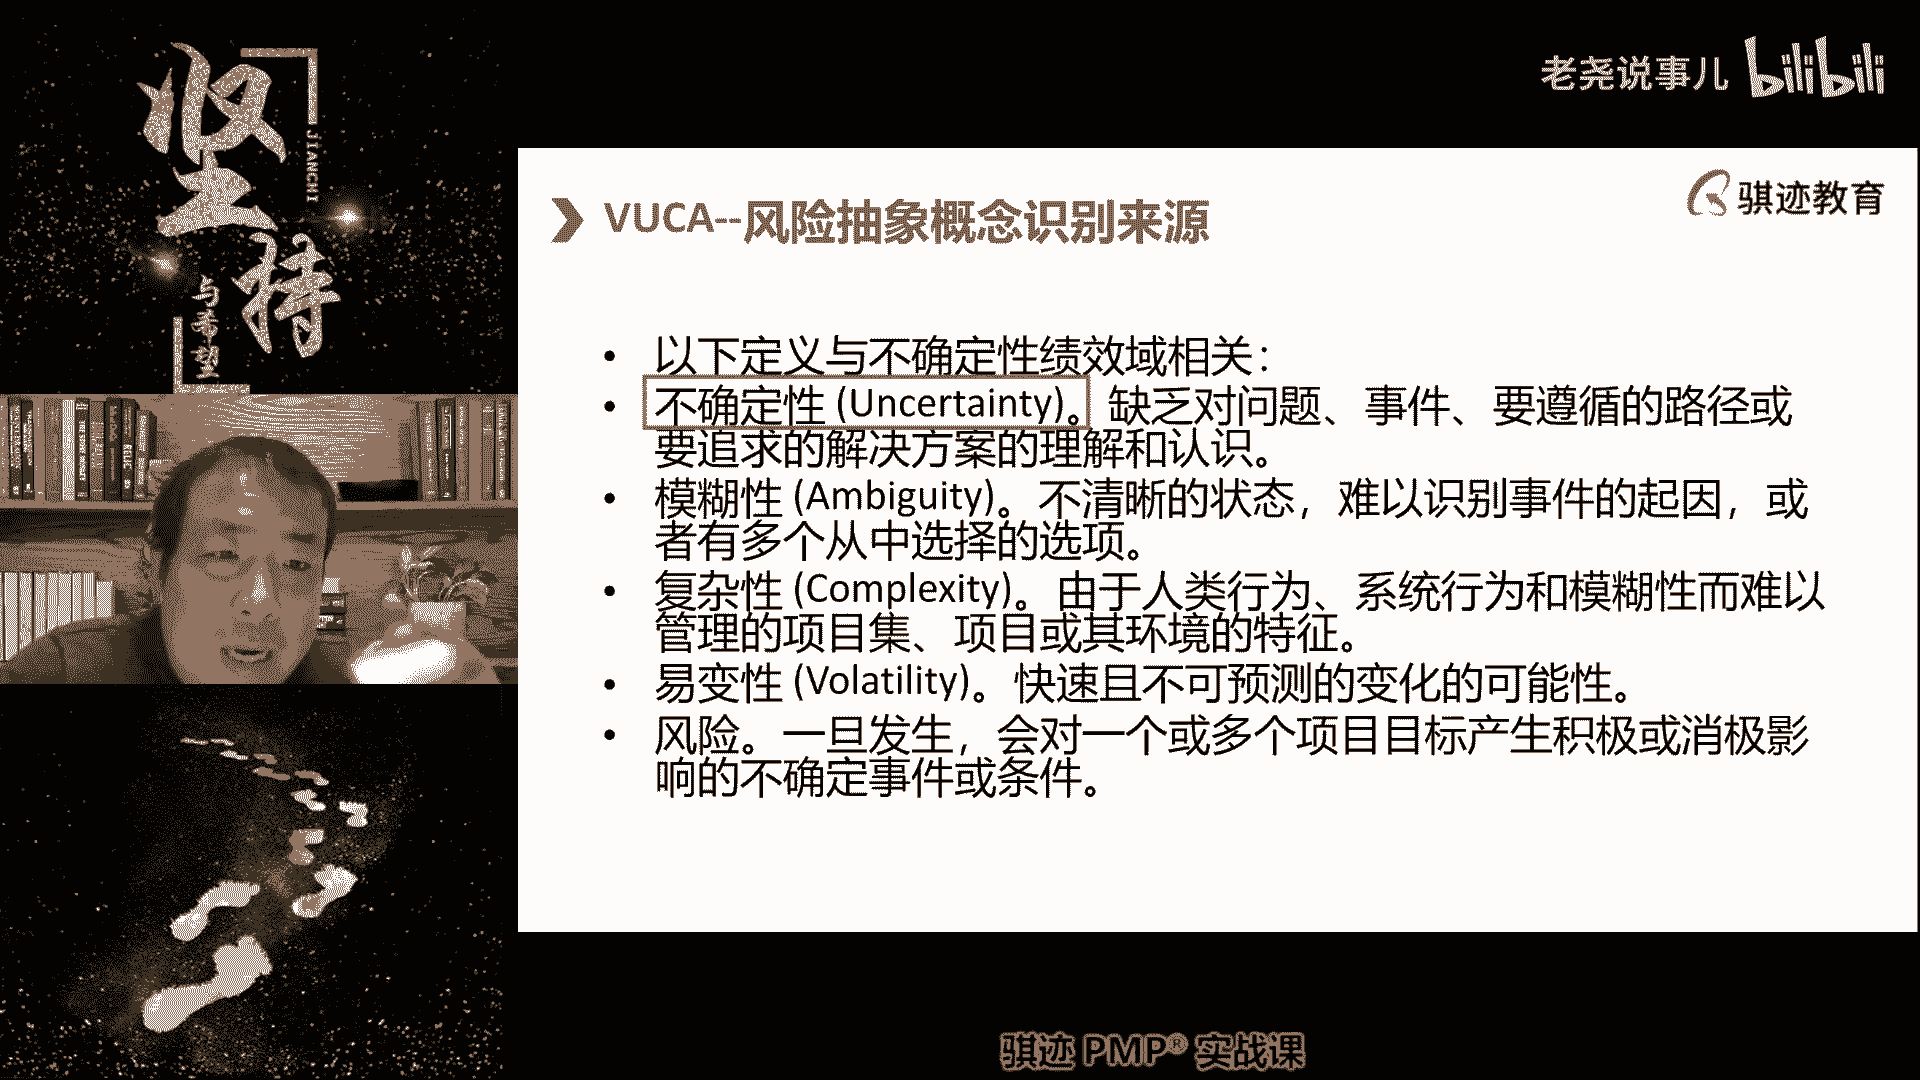 坚持
JIANCHI
与希望
老尧说事儿 bilibili
骐迹教育
VUCA--风险抽象概念识别来源
• 以下定义与不确定性绩效域相关：
• 不确定性 (Uncertainty)。缺乏对问题、事件、要遵循的路径或
要追求的解决方案的理解和认识。
• 模糊性 (Ambiguity)。不清晰的状态，难以识别事件的起因，或
者有多个从中选择的选项。
• 复杂性 (Complexity)。由于人类行为、系统行为和模糊性而难以
管理的项目集、项目或其环境的特征。
• 易变性 (Volatility)。快速且不可预测的变化的可能性。
• 风险。一旦发生，会对一个或多个项目目标产生积极或消极影
响的不确定事件或条件。
骐迹 PMP® 实战课